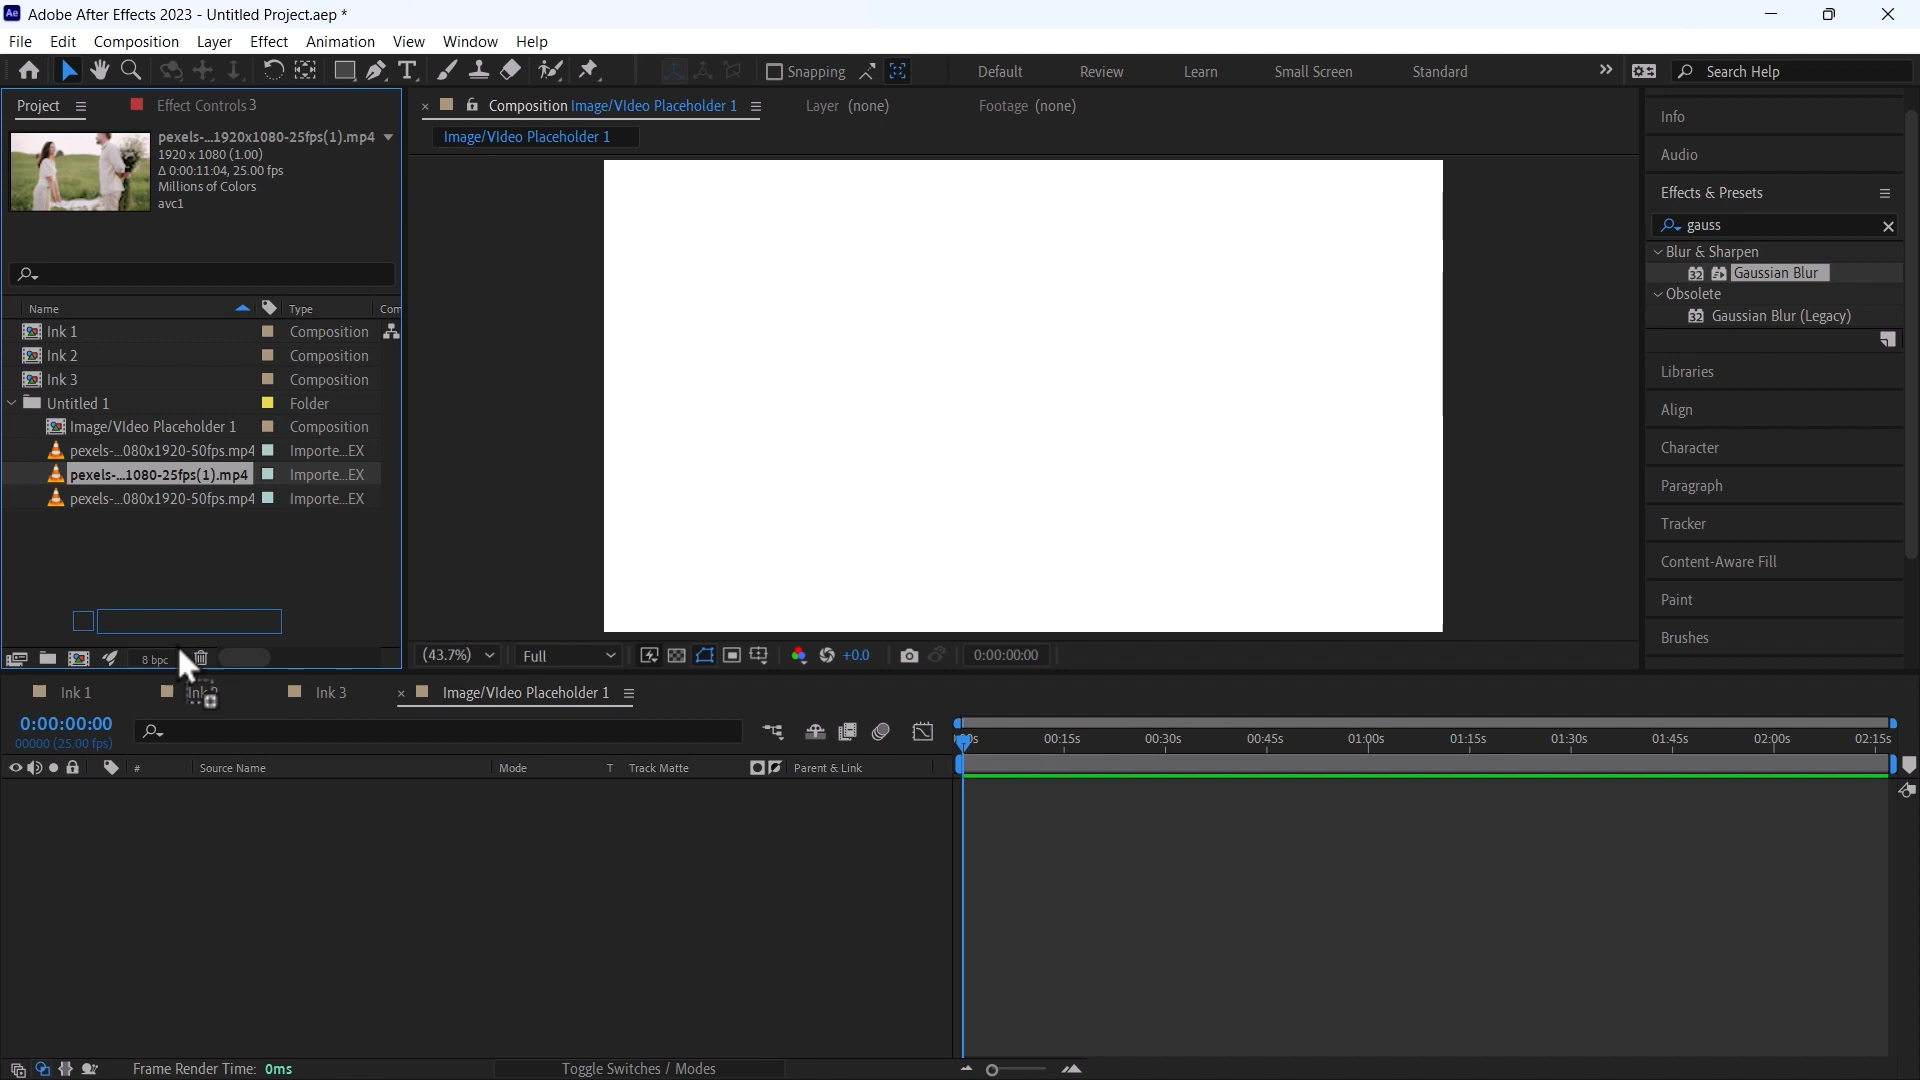 Ae Adobe After Effects 2023 - Untitled Project.aep *
File Edit Composition Layer Effect Animation View Window Help
T Snapping Default Review Learn Small Screen Standard Search Help
Project Effect Controls 3
Composition Image/VIdeo Placeholder 1 Layer (none) Footage (none)
Info
pexels-...1920x1080-25fps(1).mp4
Image/VIdeo Placeholder 1
1920 x 1080 (1.00)
Audio
Δ 0:00:11:04, 25.00 fps
Millions of Colors
avc1
Effects & Presets
gauss
Blur & Sharpen
32 Gaussian Blur
Obsolete
32 Gaussian Blur (Legacy)
Name Type Com
Ink 1 Composition
Ink 2 Composition
Ink 3 Composition
Untitled 1 Folder
Image/VIdeo Placeholder 1 Composition
pexels-...080x1920-50fps.mp4 Importe...EX
pexels-...1080-25fps(1).mp4 Importe...EX
pexels-...080x1920-50fps.mp4 Importe...EX
Libraries
Align
Character
Paragraph
Tracker
Content-Aware Fill
Paint
Brushes
8 bpc
(43.7%) Full +0.0 0:00:00:00
Ink 1 Ink 3 Image/VIdeo Placeholder 1
0:00:00:00
00000 (25.00 fps)
00:15s 00:30s 00:45s 01:00s 01:15s 01:30s 01:45s 02:00s 02:15s
# Source Name Mode T Track Matte Parent & Link
Frame Render Time: 0ms Toggle Switches / Modes